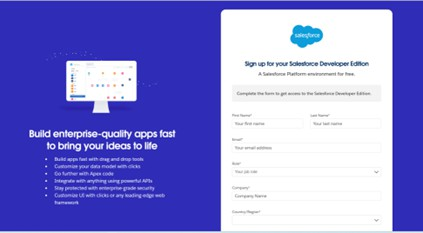 Build enterprise-quality apps fast
to bring your ideas to life
• Build apps fast with drag and drop tools
• Customize your data model with clicks
• Go further with Apex code
• Integrate with anything using powerful APIs
• Stay protected with enterprise-grade security
• Customize UI with clicks or any leading-edge web
framework
salesforce
Sign up for your Salesforce Developer Edition
A Salesforce Platform environment for free.
Complete the form to get access to the Salesforce Developer Edition.
First Name* Last Name*
Your first name Your last name
Email*
Your email address
Role*
Your job role
Company*
Company Name
Country/Region*